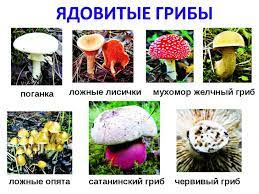 ЯДОВИТЫЕ ГРИБЫ
поганка
ложные лисички
мухомор
желчный гриб
ложные опята
сатанинский гриб
червивый гриб